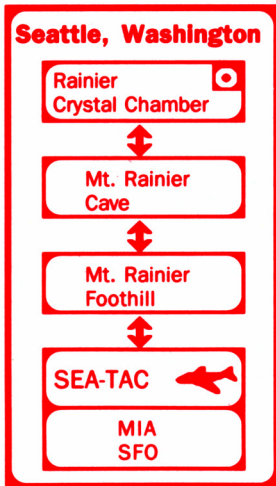 Seattle, Washington
Rainier
Crystal Chamber
Mt. Rainier
Cave
Mt. Rainier
Foothill
SEA-TAC
MIA
SFO